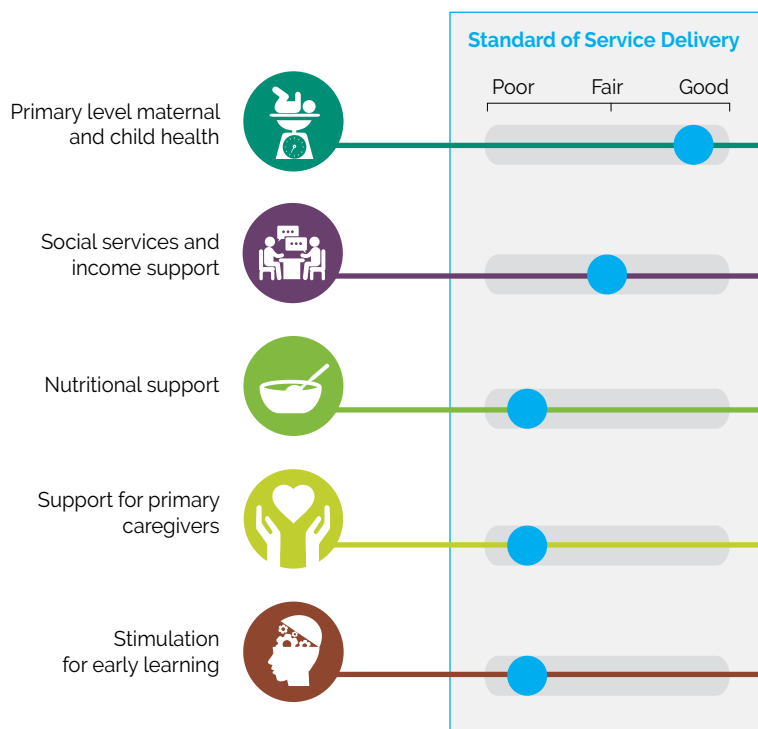 Standard of Service Delivery
Poor Fair Good
Primary level maternal
and child health
Social services and
income support
Nutritional support
Support for primary
caregivers
Stimulation
for early learning